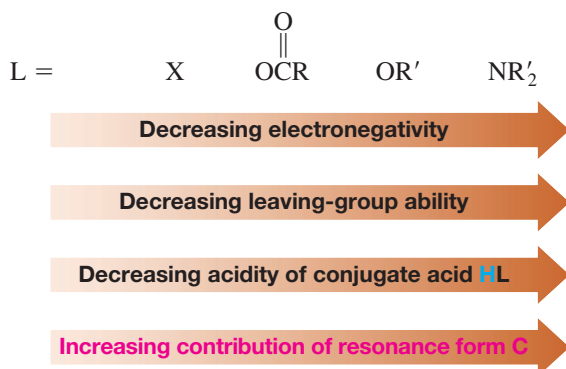 O
L = X OCR OR′ NR′₂
Decreasing electronegativity
Decreasing leaving-group ability
Decreasing acidity of conjugate acid HL
Increasing contribution of resonance form C